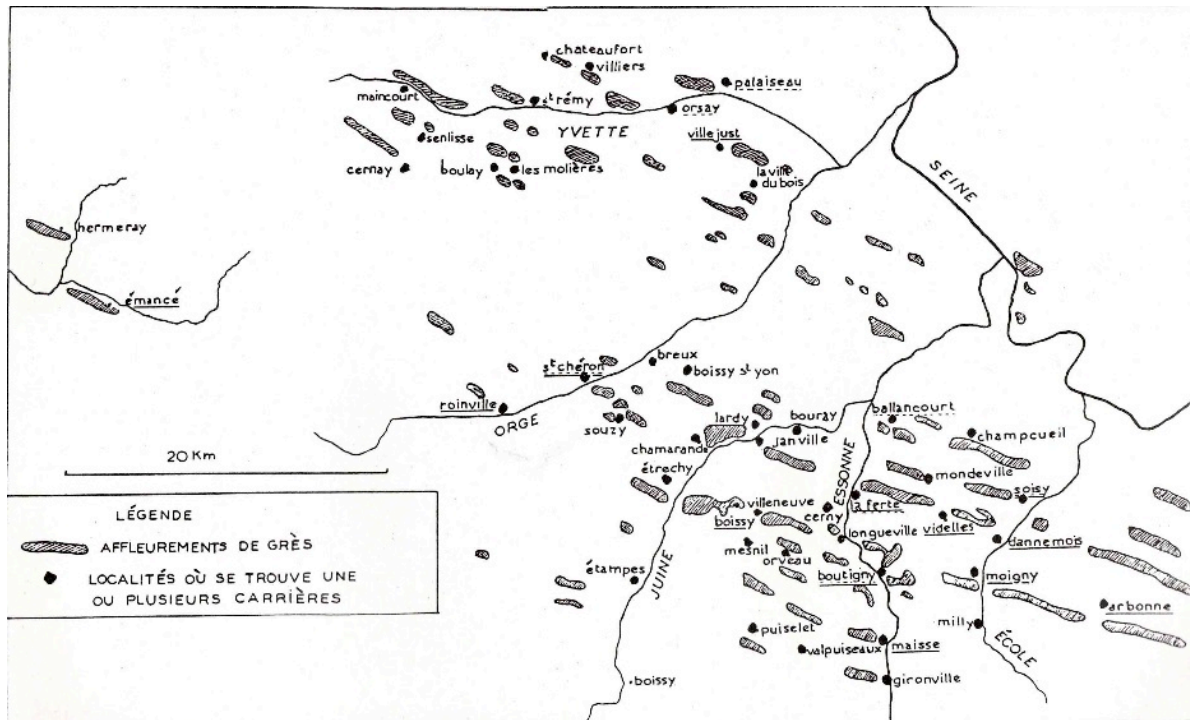 chateaufort
villiers
palaiseau
maincourt
st rémy
orsay
YVETTE
villejust
senlisse
cernay
boulay
les molières
la ville
du bois
SEINE
hermeray
émancé
breux
st chéron
boissy st yon
roinville
ORGE
souzy
lardy
bouray
ballancourt
chamarande
janville
champcueil
20 Km
étrechy
mondeville
ESSONNE
soisy
la ferte
villeneuve
boissy
cerny
longueville
videlles
dannemois
mesnil
orveau
LÉGENDE
AFFLEUREMENTS DE GRÈS
LOCALITÉS OÙ SE TROUVE UNE
OU PLUSIEURS CARRIÈRES
étampes
JUINE
boutigny
moigny
arbonne
puiselet
milly
valpuiseaux
maisse
ÉCOLE
boissy
gironville